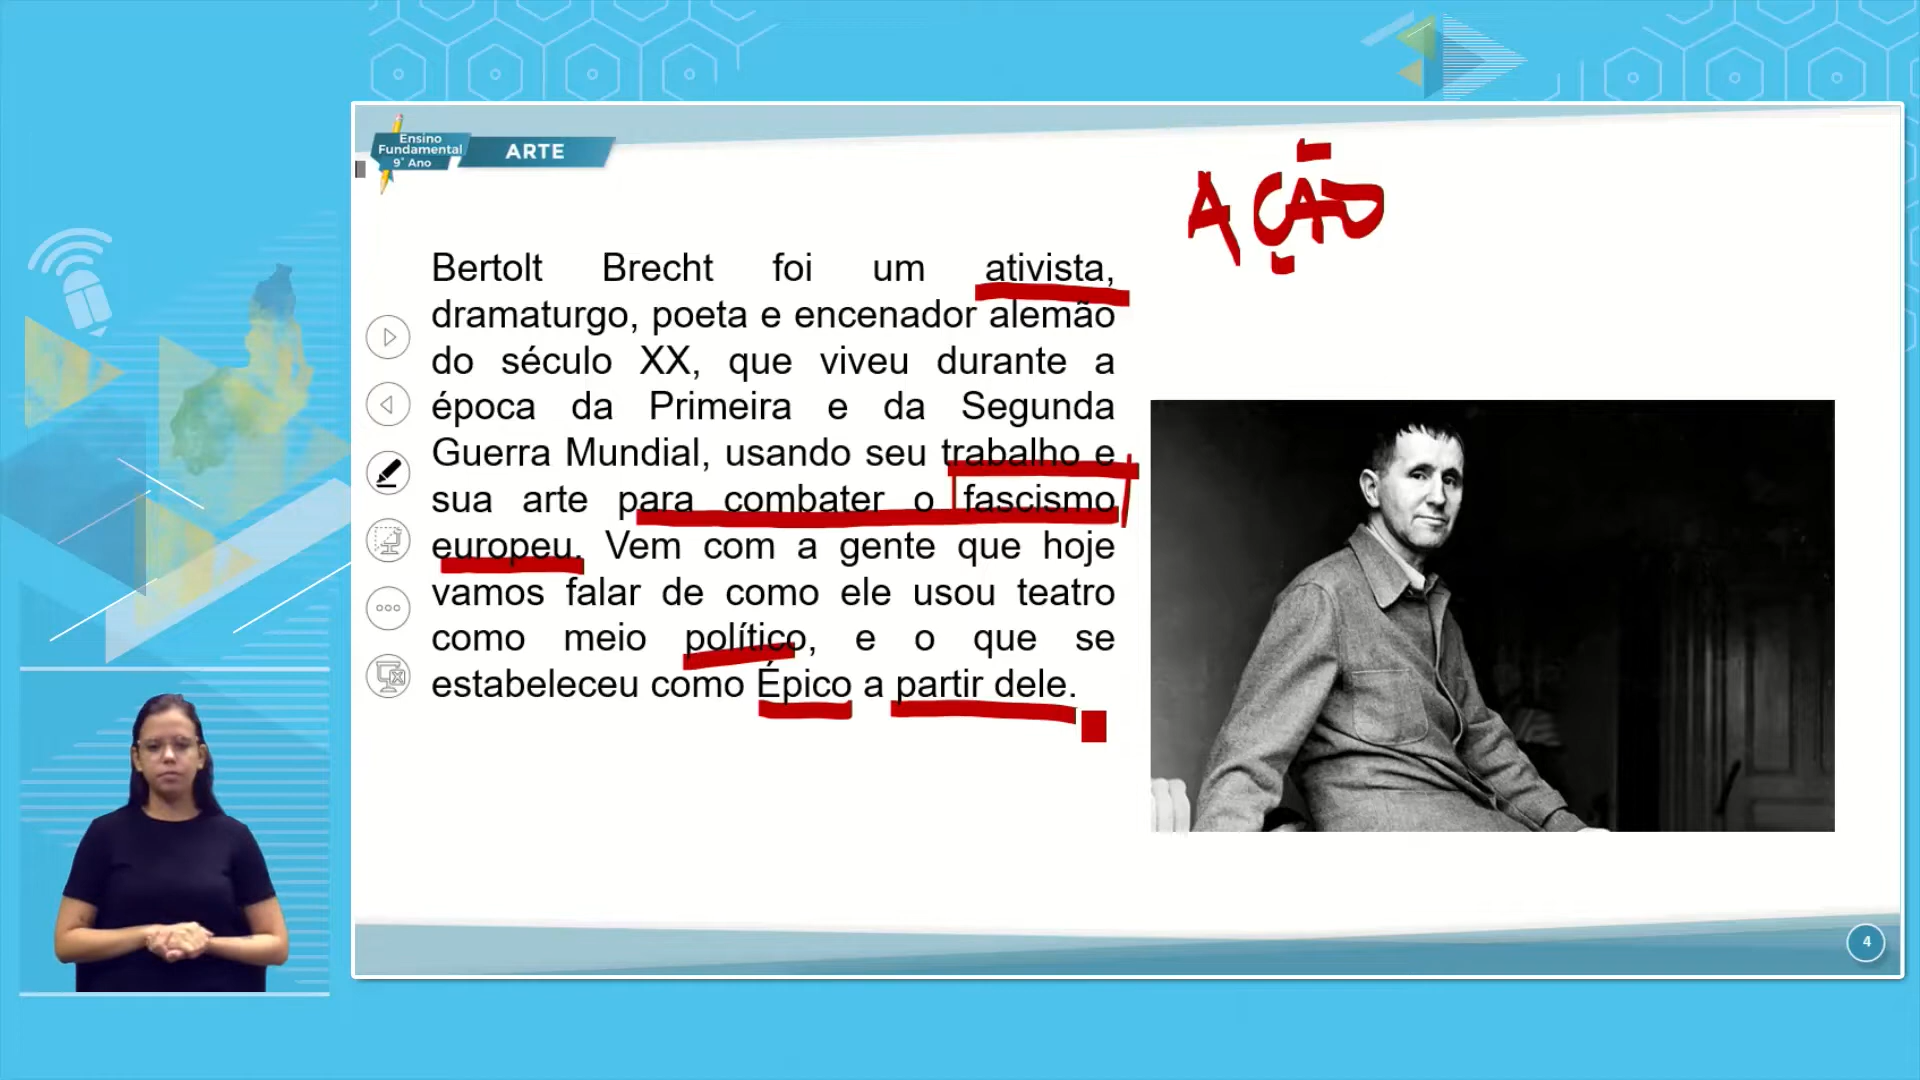 Ensino
Fundamental
9° Ano
ARTE
AÇÃO
Bertolt Brecht foi um ativista,
dramaturgo, poeta e encenador alemão
do século XX, que viveu durante a
época da Primeira e da Segunda
Guerra Mundial, usando seu trabalho e
sua arte para combater o fascismo
europeu. Vem com a gente que hoje
vamos falar de como ele usou teatro
como meio político, e o que se
estabeleceu como Épico a partir dele.
4